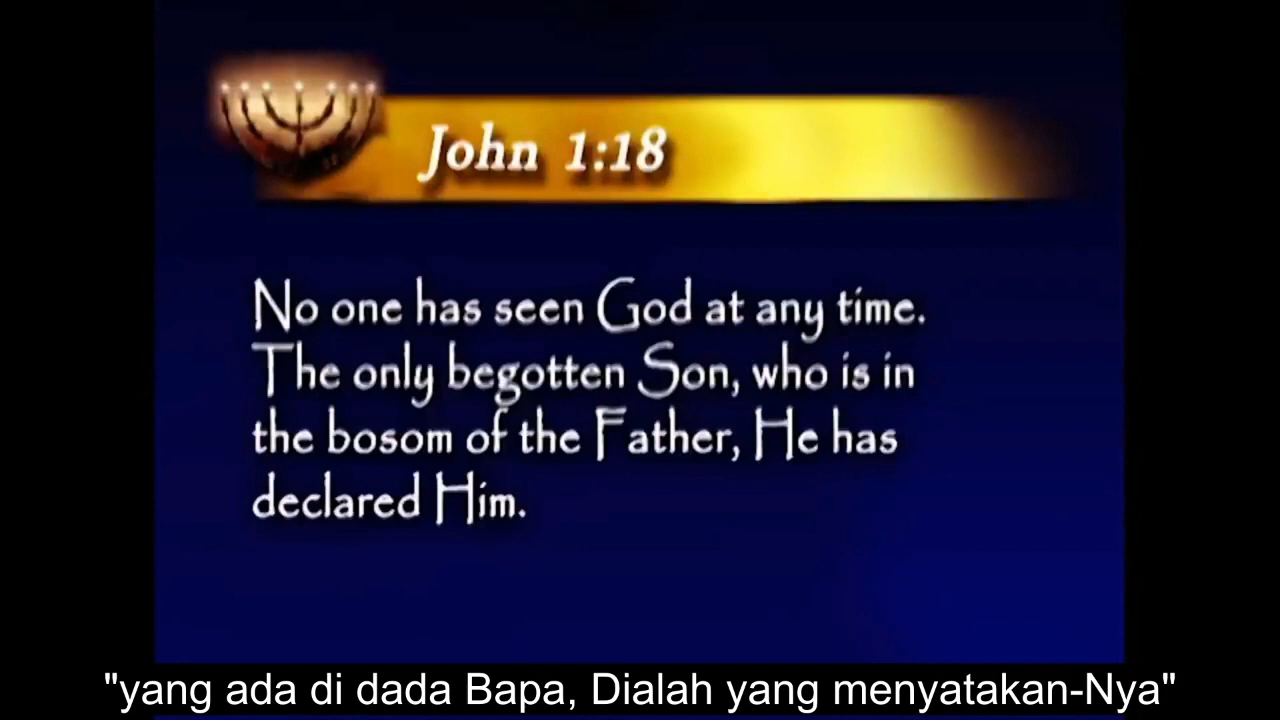 John 1:18
No one has seen God at any time.
The only begotten Son, who is in
the bosom of the Father, He has
declared Him.
"yang ada di dada Bapa, Dialah yang menyatakan-Nya"